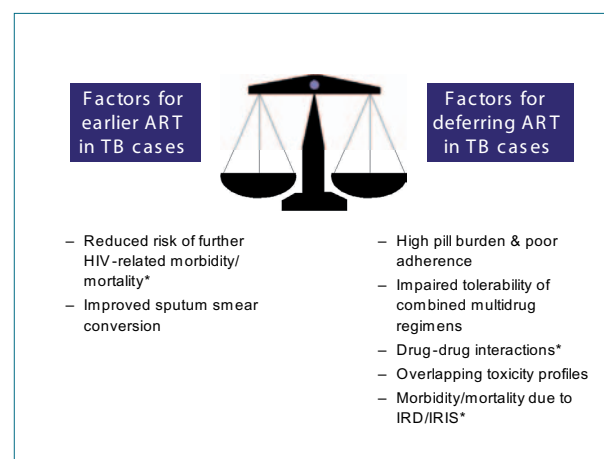 Factors for
earlier ART
in TB cases
Factors for
deferring ART
in TB cases
– Reduced risk of further
HIV-related morbidity/
mortality*
– Improved sputum smear
conversion
– High pill burden & poor
adherence
– Impaired tolerability of
combined multidrug
regimens
– Drug-drug interactions*
– Overlapping toxicity profiles
– Morbidity/mortality due to
IRD/IRIS*